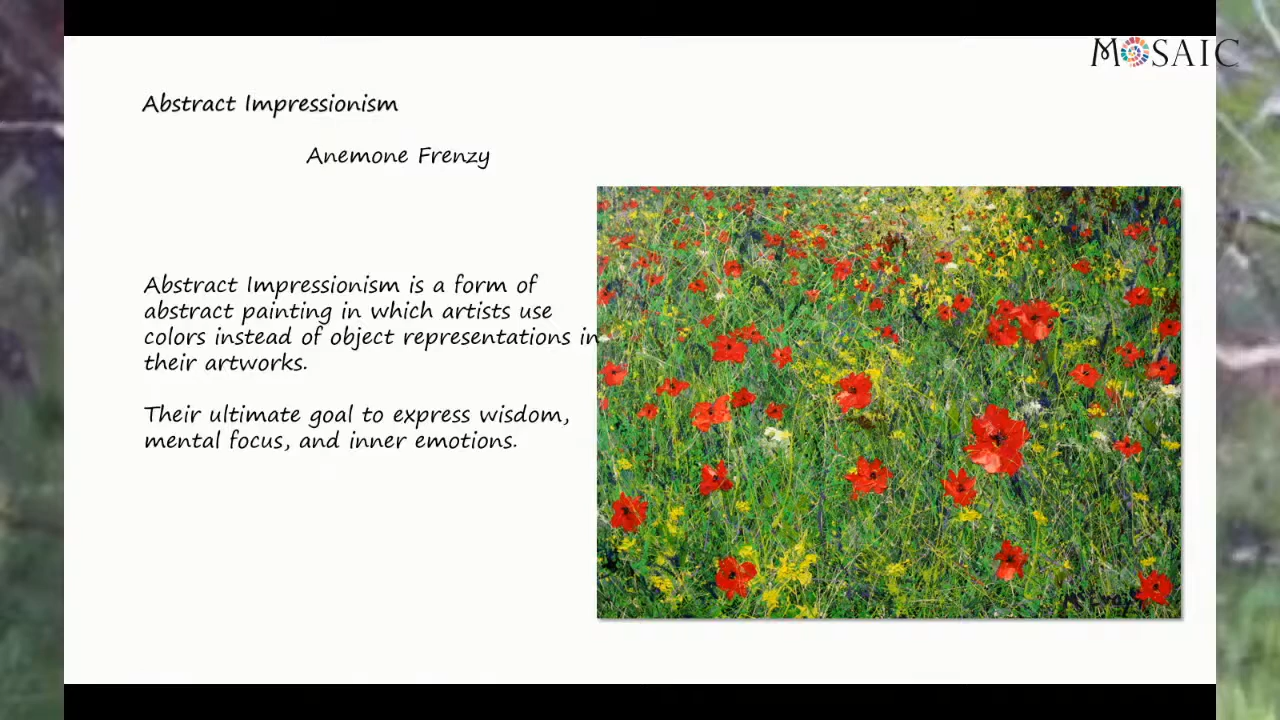 MOSAIC
Abstract Impressionism
Anemone Frenzy
Abstract Impressionism is a form of
abstract painting in which artists use
colors instead of object representations in
their artworks.
Their ultimate goal to express wisdom,
mental focus, and inner emotions.